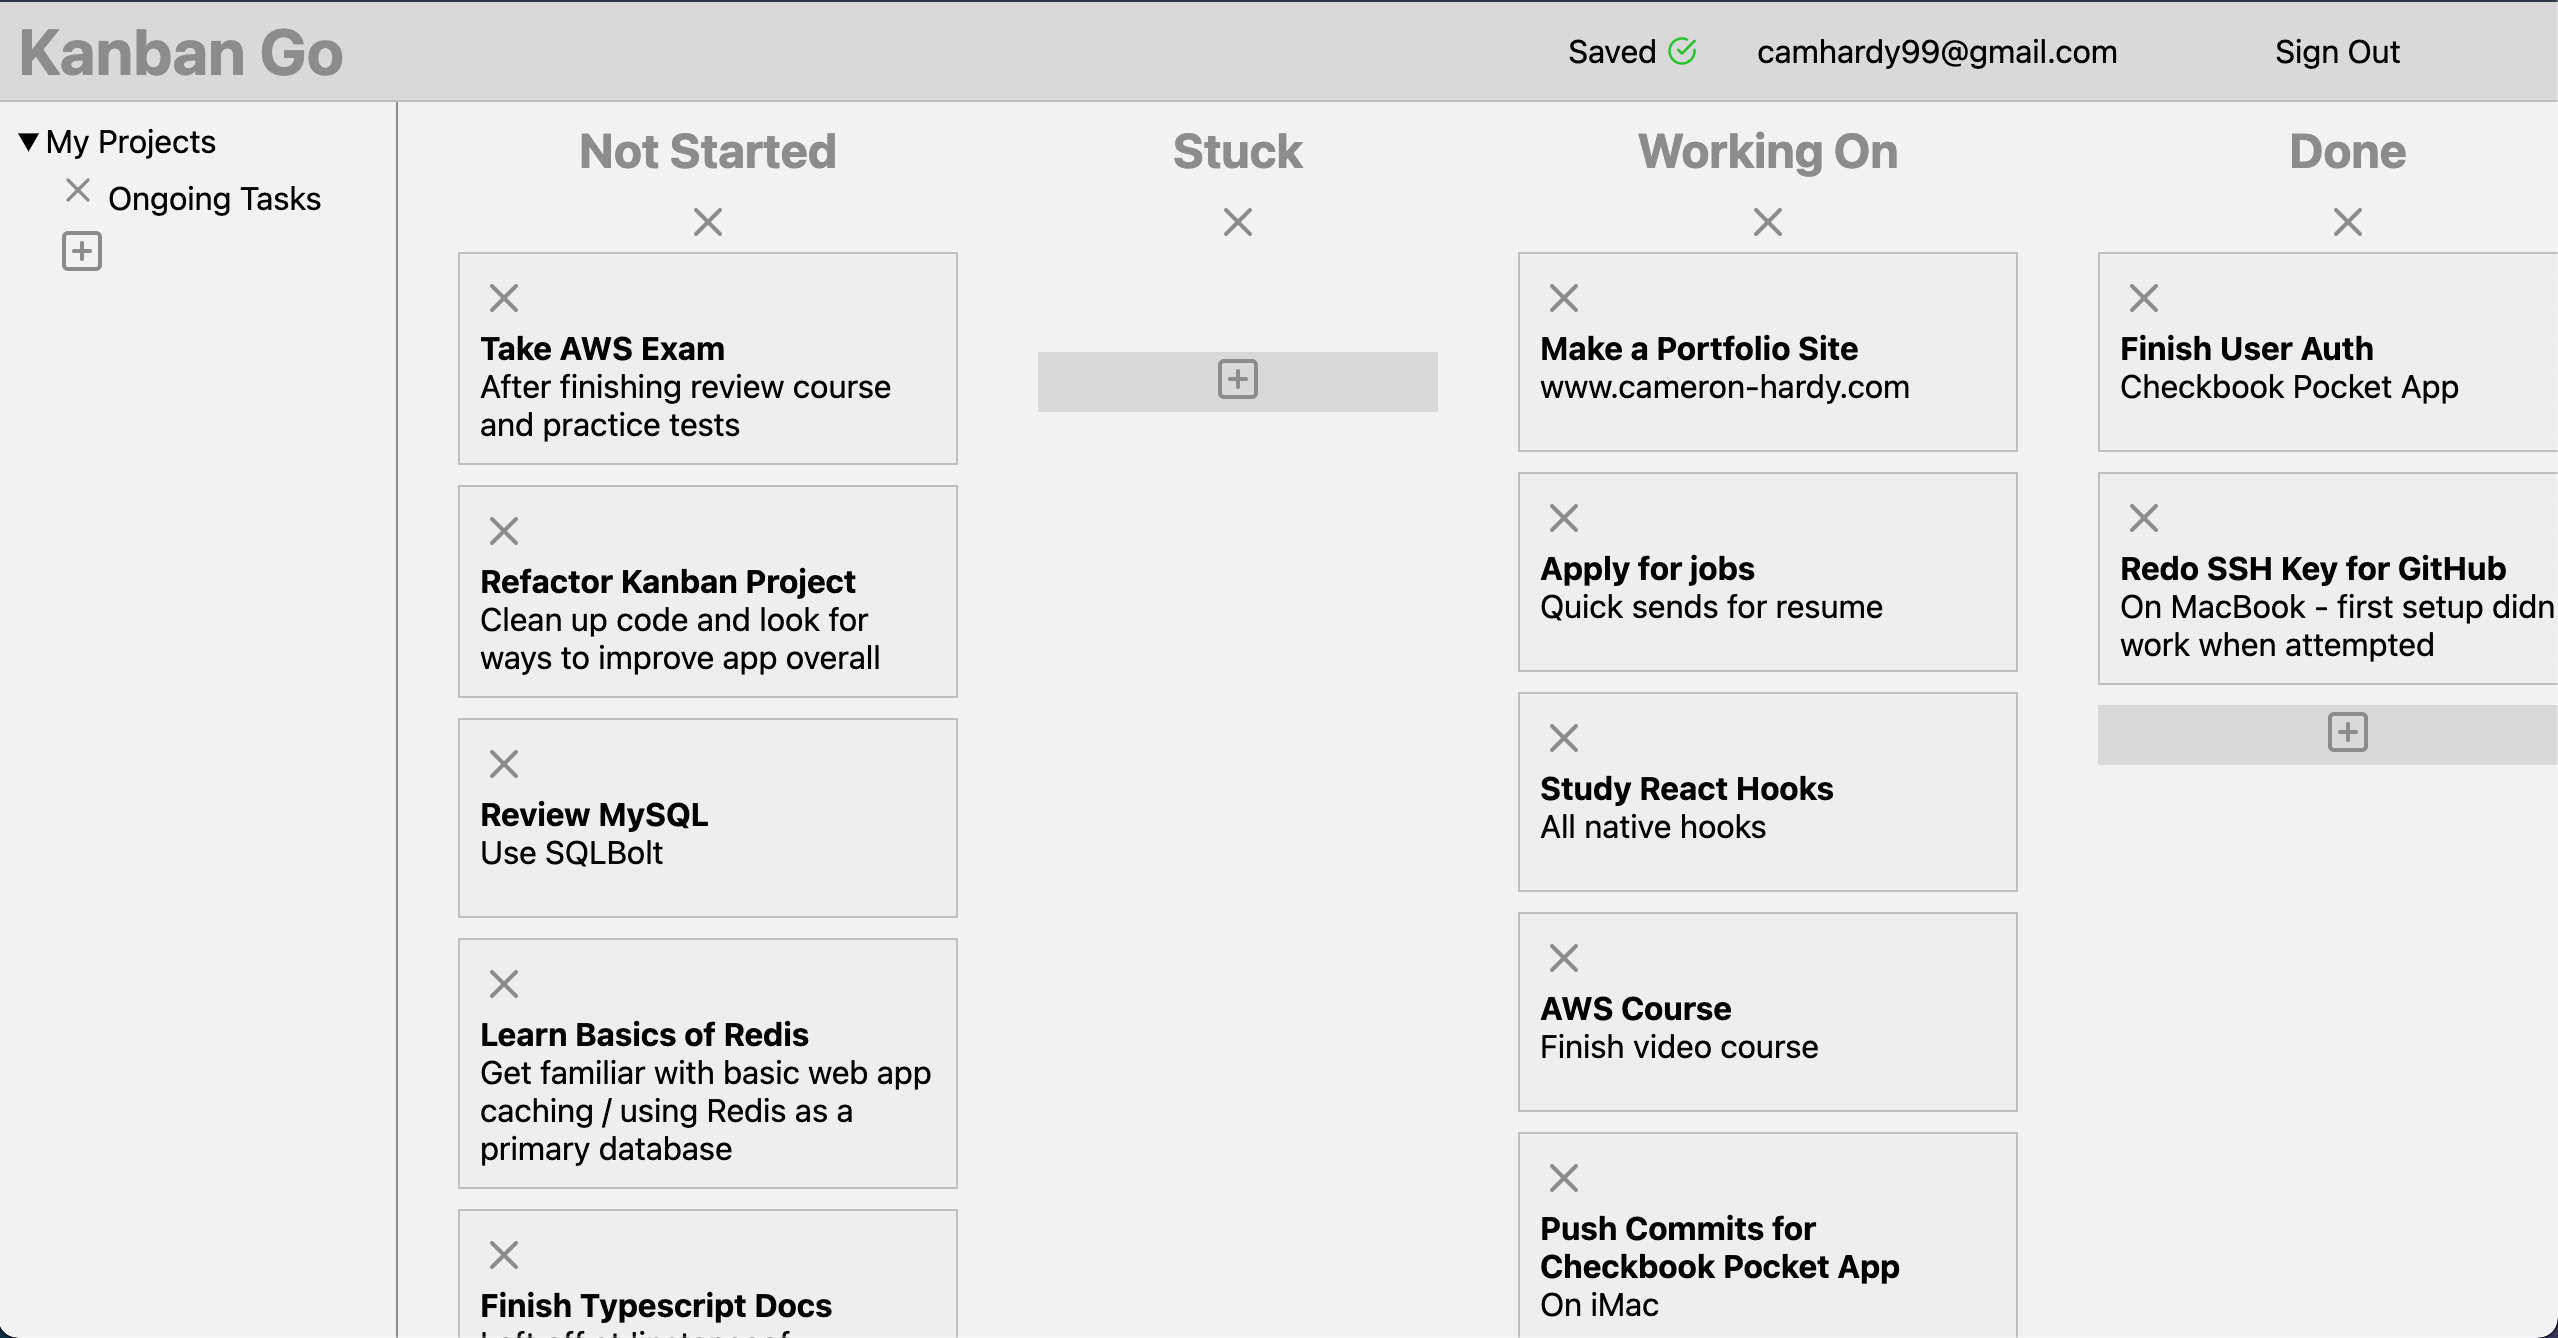 Kanban Go
Saved
camhardy99@gmail.com
Sign Out
My Projects
Ongoing Tasks
Not Started
Take AWS Exam
After finishing review course
and practice tests
Refactor Kanban Project
Clean up code and look for
ways to improve app overall
Review MySQL
Use SQLBolt
Learn Basics of Redis
Get familiar with basic web app
caching / using Redis as a
primary database
Finish Typescript Docs
Stuck
Working On
Make a Portfolio Site
www.cameron-hardy.com
Apply for jobs
Quick sends for resume
Study React Hooks
All native hooks
AWS Course
Finish video course
Push Commits for
Checkbook Pocket App
On iMac
Done
Finish User Auth
Checkbook Pocket App
Redo SSH Key for GitHub
On MacBook - first setup didn
work when attempted